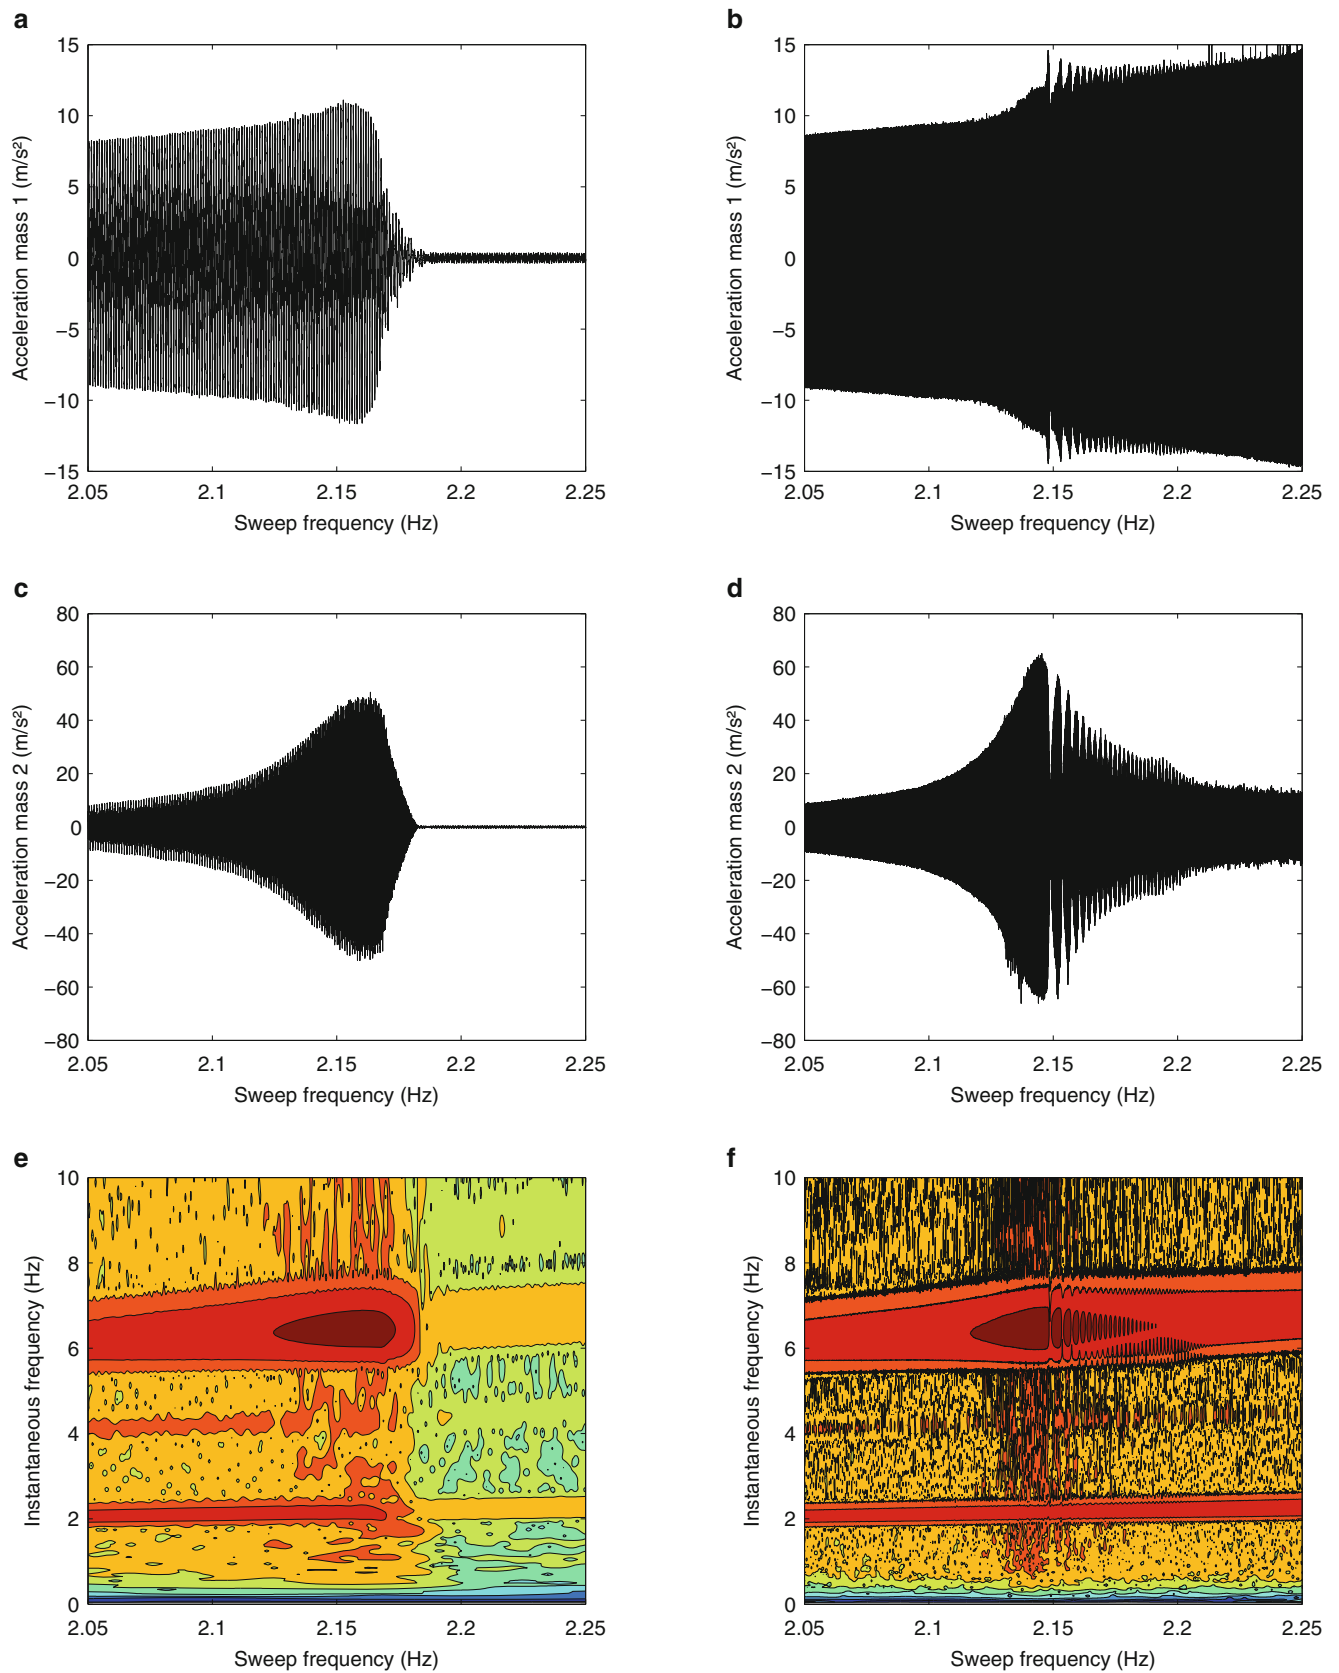 a
15
10
5
0
−5
−10
−15
2.05 2.1 2.15 2.2 2.25
Sweep frequency (Hz)
Acceleration mass 1 (m/s²)
b
15
10
5
0
−5
−10
−15
2.05 2.1 2.15 2.2 2.25
Sweep frequency (Hz)
Acceleration mass 1 (m/s²)
c
80
60
40
20
0
−20
−40
−60
−80
2.05 2.1 2.15 2.2 2.25
Sweep frequency (Hz)
Acceleration mass 2 (m/s²)
d
80
60
40
20
0
−20
−40
−60
−80
2.05 2.1 2.15 2.2 2.25
Sweep frequency (Hz)
Acceleration mass 2 (m/s²)
e
10
8
6
4
2
0
2.05 2.1 2.15 2.2 2.25
Sweep frequency (Hz)
Instantaneous frequency (Hz)
f
10
8
6
4
2
0
2.05 2.1 2.15 2.2 2.25
Sweep frequency (Hz)
Instantaneous frequency (Hz)